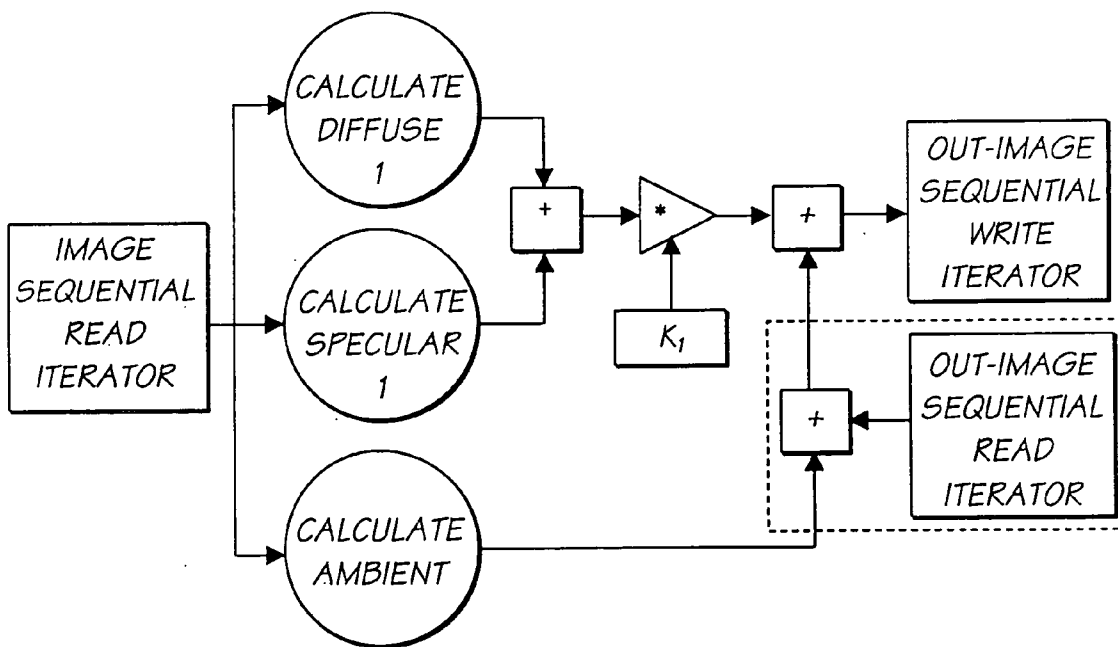 IMAGE
SEQUENTIAL
READ
ITERATOR
CALCULATE
DIFFUSE
1
CALCULATE
SPECULAR
1
CALCULATE
AMBIENT
+
*
K₁
+
+
OUT-IMAGE
SEQUENTIAL
WRITE
ITERATOR
OUT-IMAGE
SEQUENTIAL
READ
ITERATOR